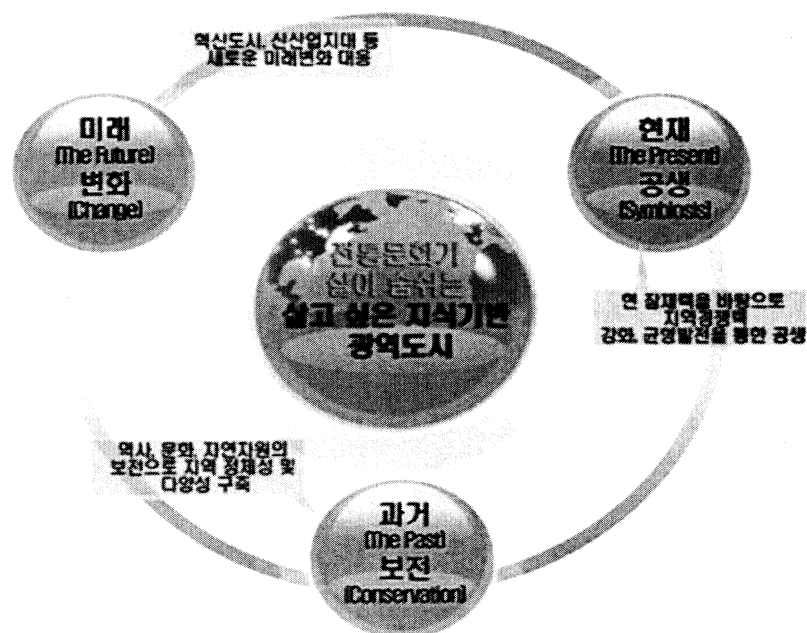 혁신도시, 신산업지대 등
새로운 미래변화 대응
미래
(The Future)
변화
(Change)
현재
(The Present)
공생
(Symbiosis)
전통문화가
살아 숨쉬는
살고 싶은 지식기반
광역도시
현 잠재력을 바탕으로
지역경쟁력
강화, 균형발전을 통한 공생
역사, 문화, 자연자원의
보전으로 지역 정체성 및
다양성 구축
과거
(The Past)
보전
(Conservation)